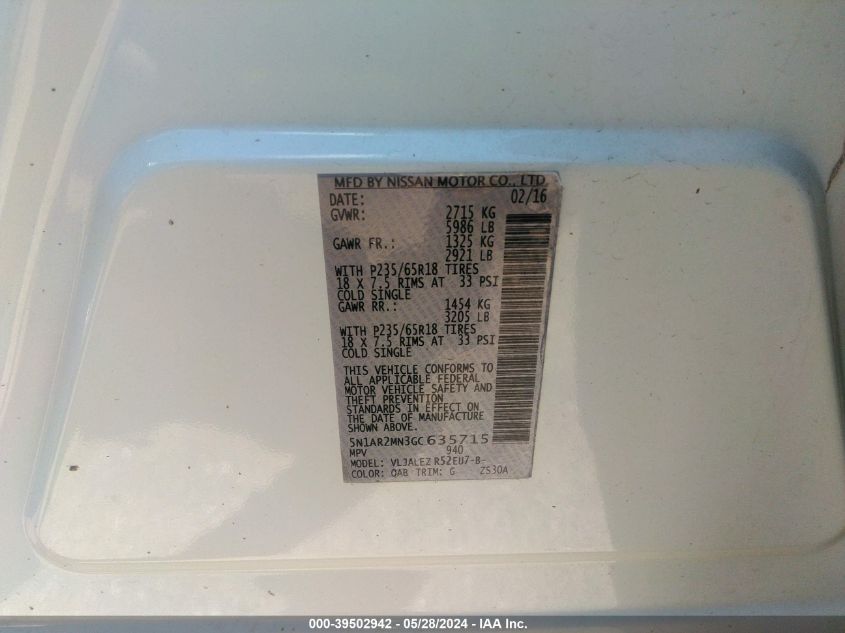 MFD BY NISSAN MOTOR CO., LTD
DATE: 02/16
GVWR: 2715 KG
5986 LB
GAWR FR.: 1325 KG
2921 LB
WITH P235/65R18 TIRES
18 X 7.5 RIMS AT 33 PSI
COLD SINGLE
GAWR RR.: 1454 KG
3205 LB
WITH P235/65R18 TIRES
18 X 7.5 RIMS AT 33 PSI
COLD SINGLE
THIS VEHICLE CONFORMS TO
ALL APPLICABLE FEDERAL
MOTOR VEHICLE SAFETY AND
THEFT PREVENTION
STANDARDS IN EFFECT ON
THE DATE OF MANUFACTURE
SHOWN ABOVE.
5N1AR2MN3GC635715
MPV 940
MODEL: VLJALEZ R52EU7-B-
COLOR: QAB TRIM: G ZS30A
000-39502942 - 05/28/2024 - IAA Inc.